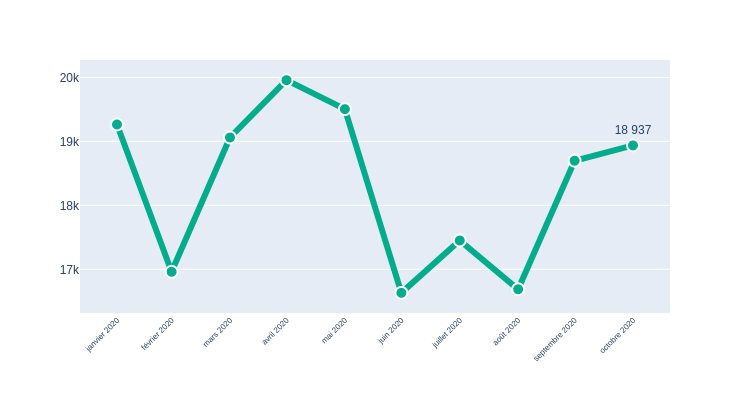 20k
19k
18k
17k
18 937
janvier 2020
février 2020
mars 2020
avril 2020
mai 2020
juin 2020
juillet 2020
août 2020
septembre 2020
octobre 2020